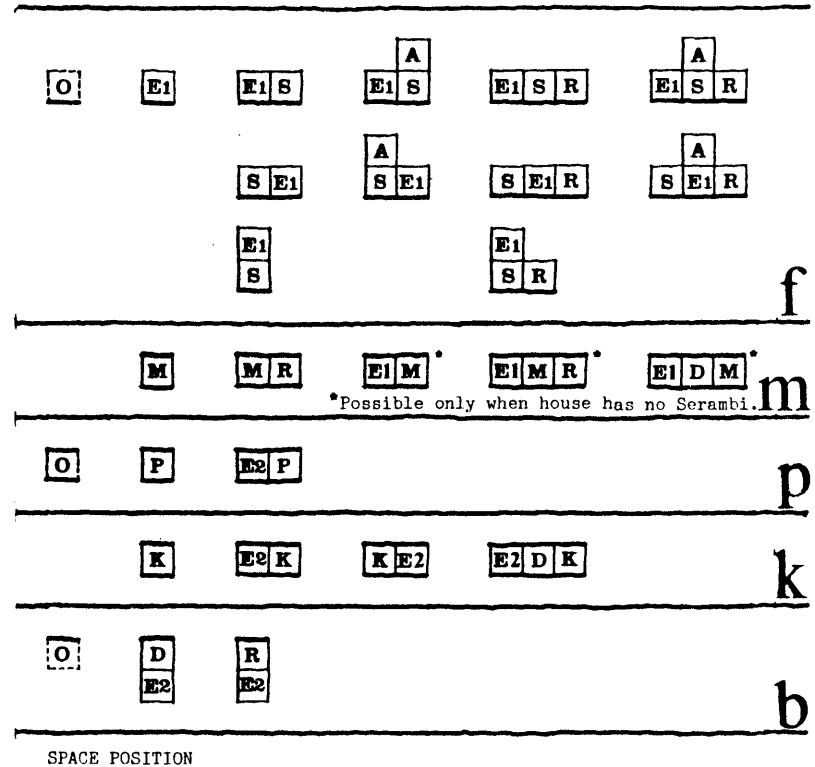 A A
O E1 E1 S E1 S E1 S R E1 S R
A A
S E1 S E1 S E1 R S E1 R
E1 E1
S S R
f
M M R E1 M * E1 M R * E1 D M *
*Possible only when house has no Serambi.
m
O P E2 P
p
K E2 K K E2 E2 D K
k
O D R
E2 E2
b
SPACE POSITION